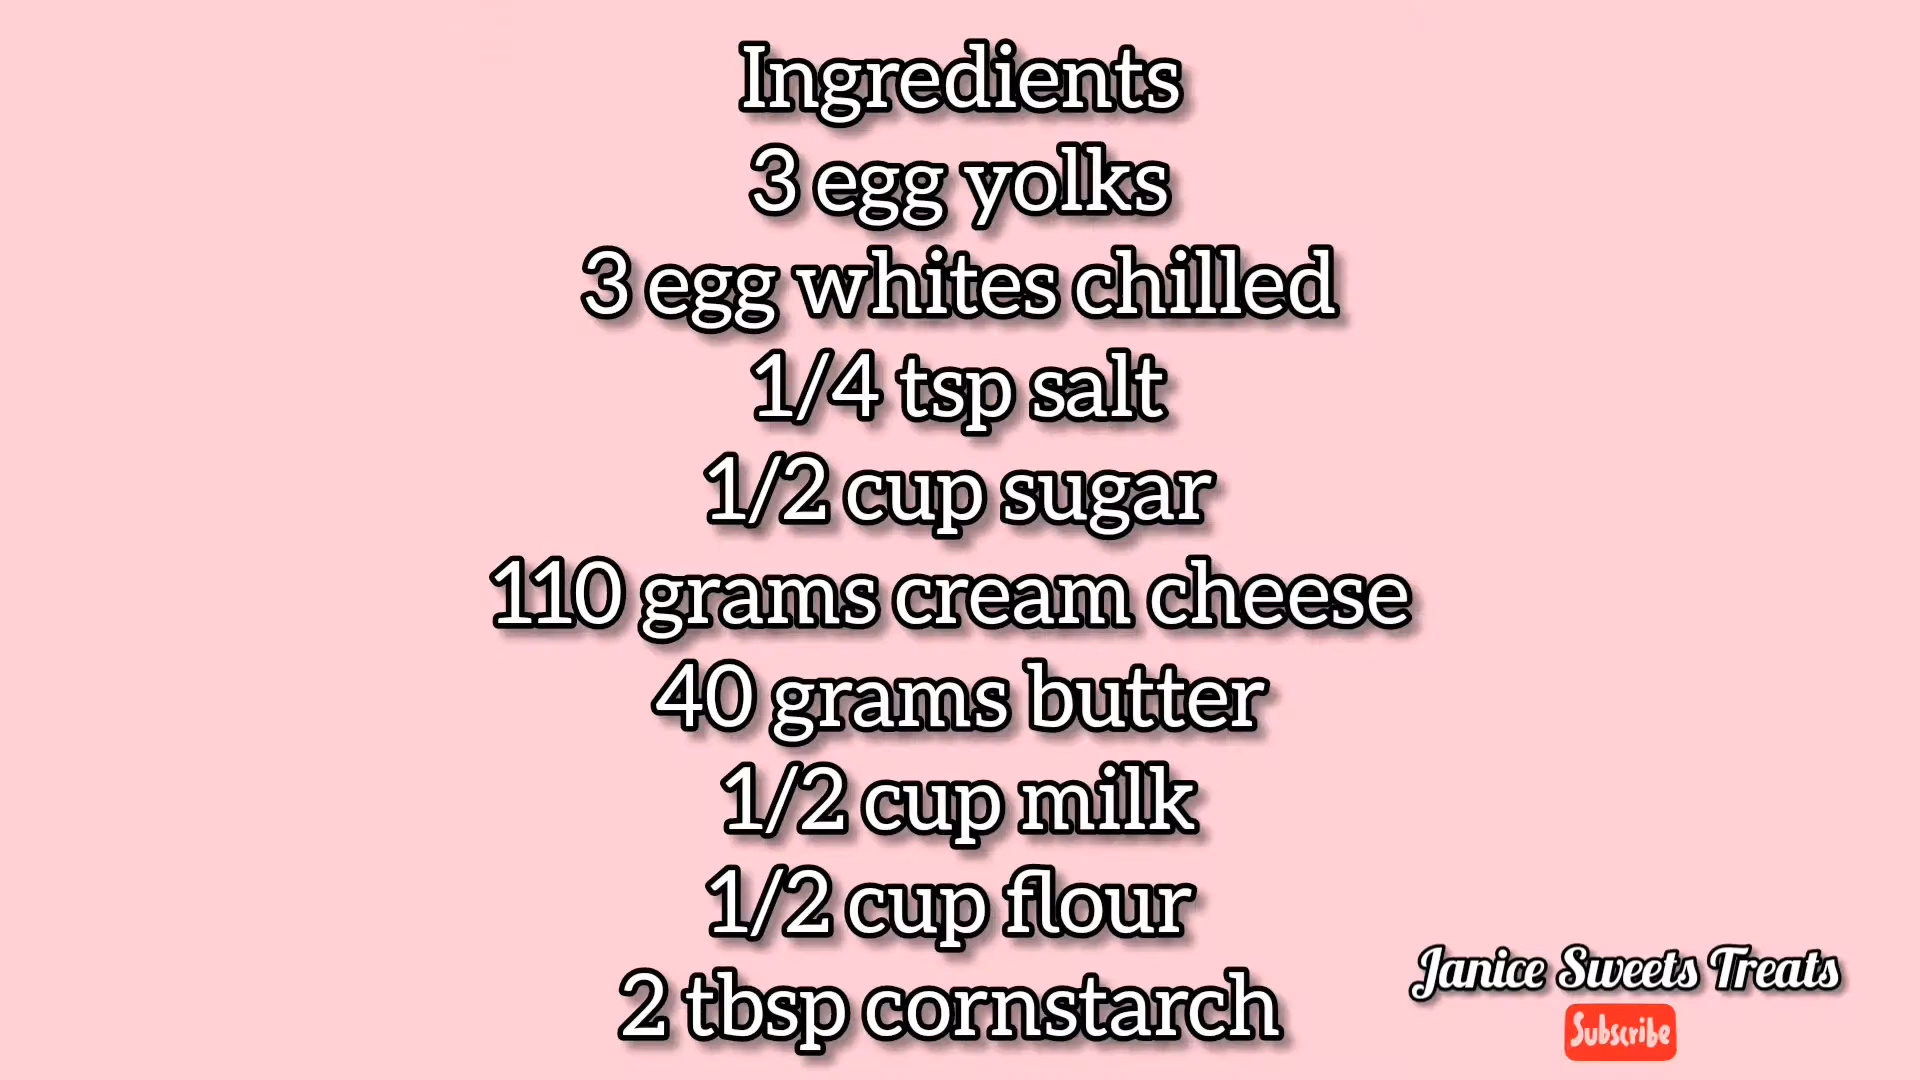 Ingredients
3 egg yolks
3 egg whites chilled
1/4 tsp salt
1/2 cup sugar
110 grams cream cheese
40 grams butter
1/2 cup milk
1/2 cup flour
2 tbsp cornstarch
Janice Sweets Treats
Subscribe